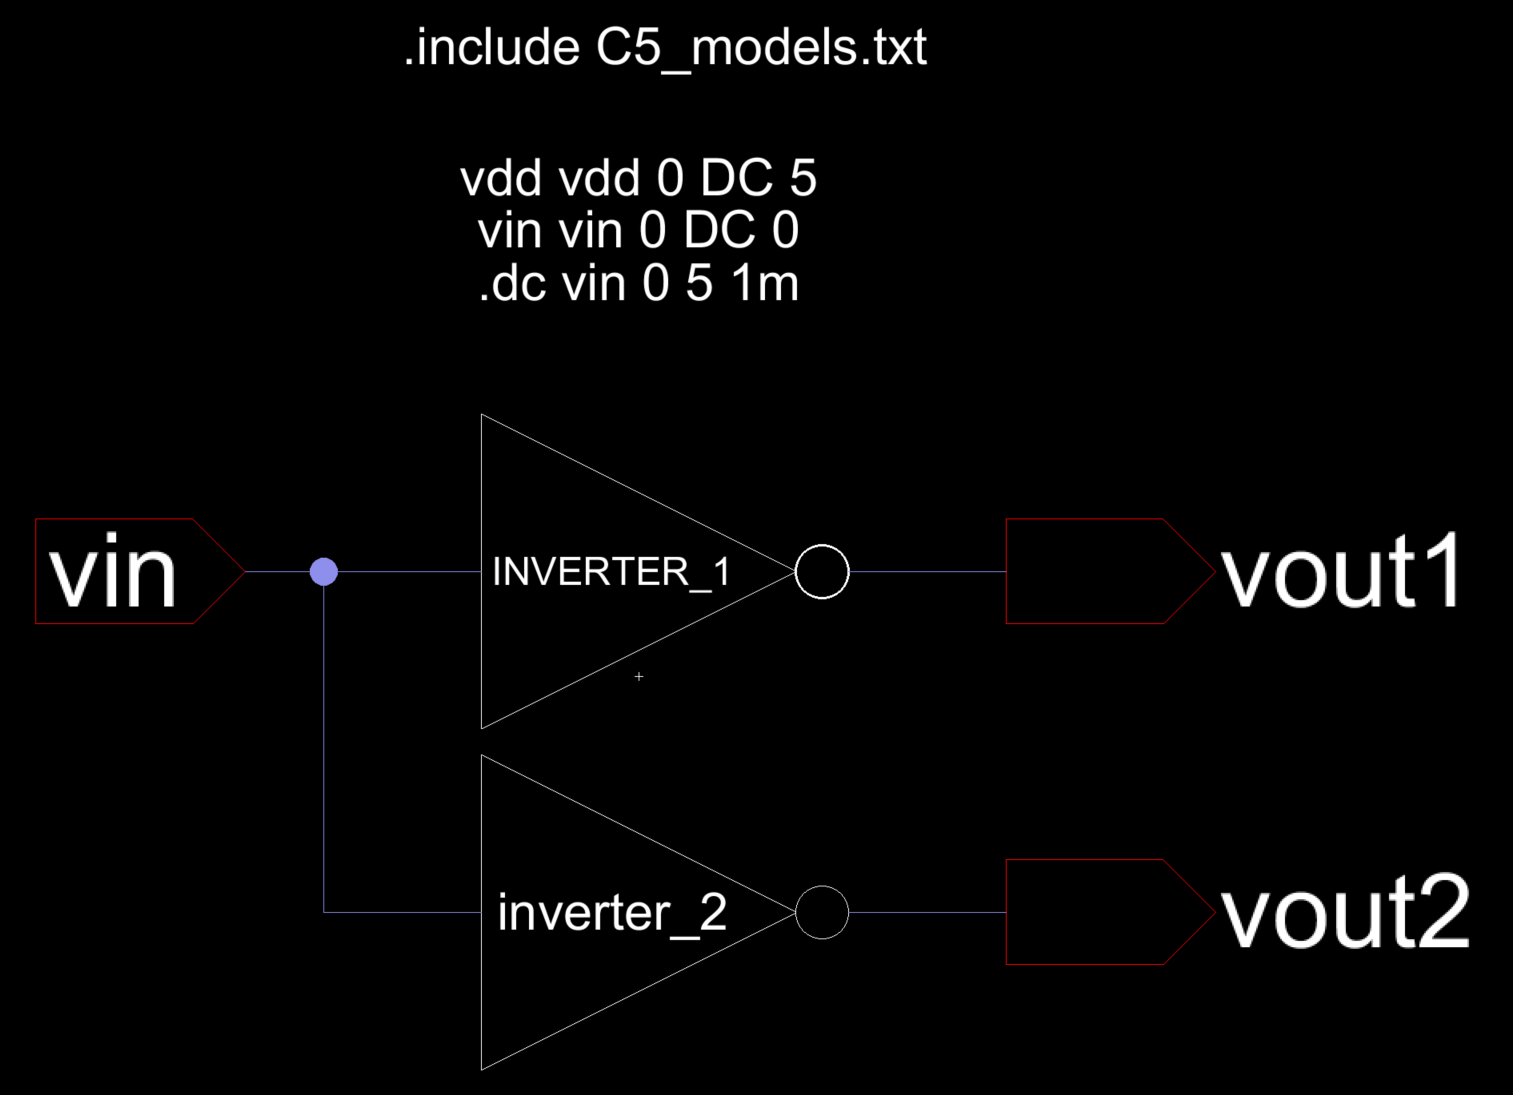 .include C5_models.txt
vdd vdd 0 DC 5
vin vin 0 DC 0
.dc vin 0 5 1m
vin
INVERTER_1
vout1
inverter_2
vout2